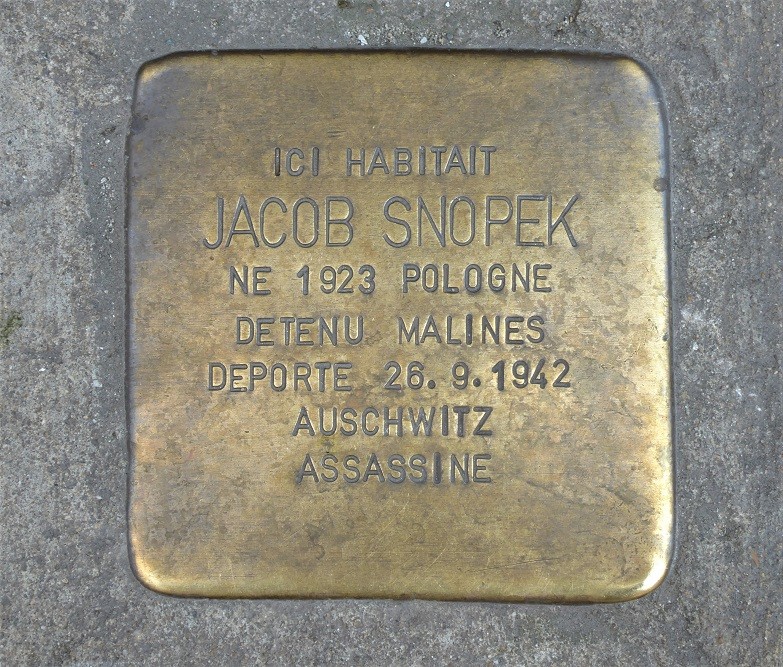 ICI HABITAIT
JACOB SNOPEK
NE 1923 POLOGNE
DETENU MALINES
DEPORTE 26.9.1942
AUSCHWITZ
ASSASSINE